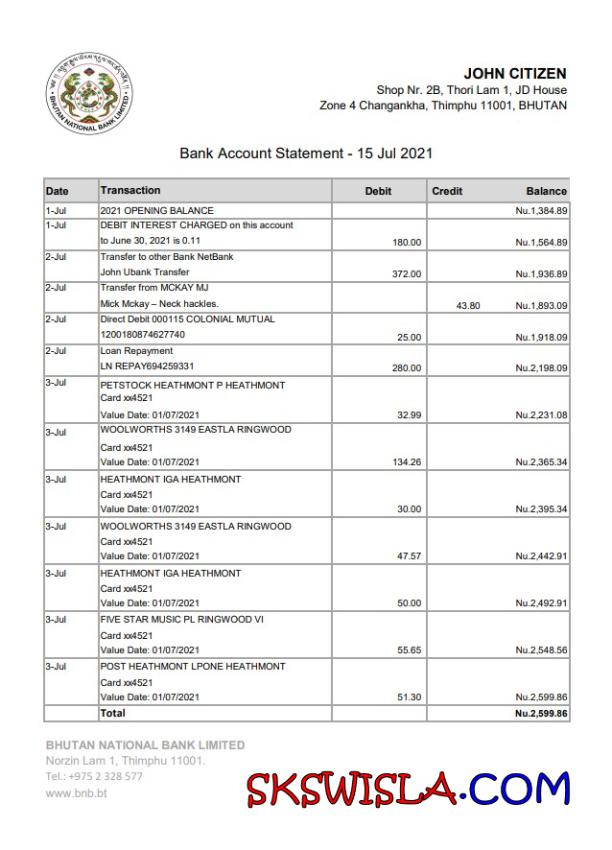 BHUTAN NATIONAL BANK LIMITED
JOHN CITIZEN
Shop Nr. 2B, Thori Lam 1, JD House
Zone 4 Changankha, Thimphu 11001, BHUTAN
Bank Account Statement - 15 Jul 2021
Date Transaction Debit Credit Balance
1-Jul 2021 OPENING BALANCE Nu.1,384.89
1-Jul DEBIT INTEREST CHARGED on this account
to June 30, 2021 is 0.11 180.00 Nu.1,564.89
2-Jul Transfer to other Bank NetBank
John Ubank Transfer 372.00 Nu.1,936.89
2-Jul Transfer from MCKAY MJ
Mick Mckay – Neck hackles. 43.80 Nu.1,893.09
2-Jul Direct Debit 000115 COLONIAL MUTUAL
1200180874627740 25.00 Nu.1,918.09
2-Jul Loan Repayment
LN REPAY694259331 280.00 Nu.2,198.09
3-Jul PETSTOCK HEATHMONT P HEATHMONT
Card xx4521
Value Date: 01/07/2021 32.99 Nu.2,231.08
3-Jul WOOLWORTHS 3149 EASTLA RINGWOOD
Card xx4521
Value Date: 01/07/2021 134.26 Nu.2,365.34
3-Jul HEATHMONT IGA HEATHMONT
Card xx4521
Value Date: 01/07/2021 30.00 Nu.2,395.34
3-Jul WOOLWORTHS 3149 EASTLA RINGWOOD
Card xx4521
Value Date: 01/07/2021 47.57 Nu.2,442.91
3-Jul HEATHMONT IGA HEATHMONT
Card xx4521
Value Date: 01/07/2021 50.00 Nu.2,492.91
3-Jul FIVE STAR MUSIC PL RINGWOOD VI
Card xx4521
Value Date: 01/07/2021 55.65 Nu.2,548.56
3-Jul POST HEATHMONT LPONE HEATHMONT
Card xx4521
Value Date: 01/07/2021 51.30 Nu.2,599.86
Total Nu.2,599.86
BHUTAN NATIONAL BANK LIMITED
Norzin Lam 1, Thimphu 11001.
Tel.: +975 2 328 577
www.bnb.bt
SKSWISLA.COM